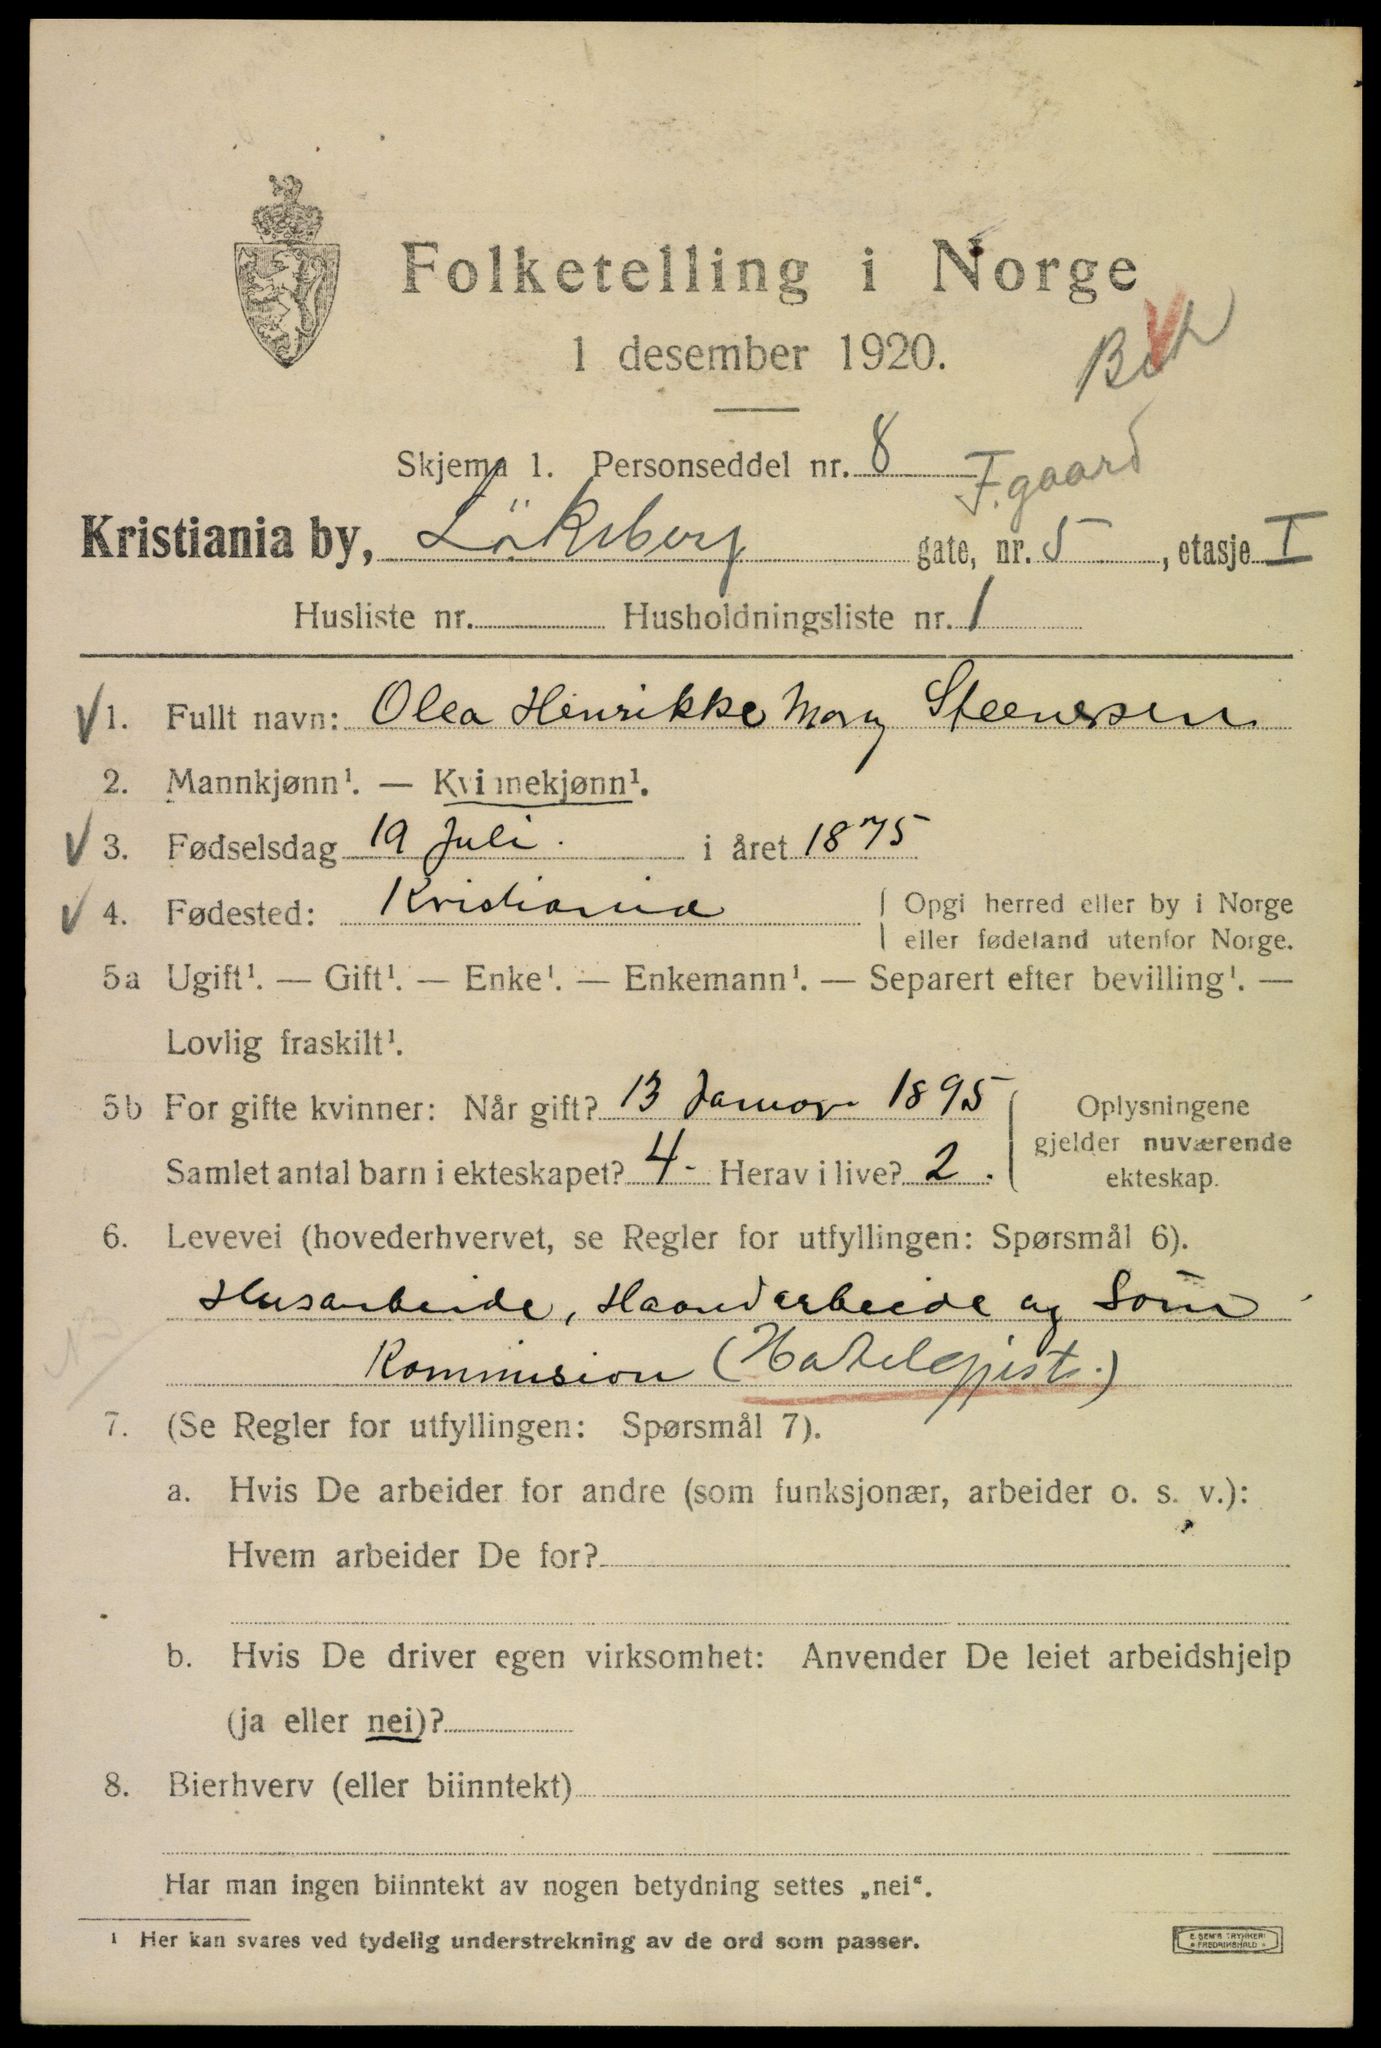 Folketelling i Norge
1 desember 1920.
Skjema 1. Personseddel nr. 8
F.gaard
Kristiania by, Löksberg gate, nr. 5, etasje I
Husliste nr. Husholdningsliste nr. 1
1. Fullt navn: Olea Henrikke Mary Steenersen
2. Mannkjønn¹. — Kvinnekjønn¹.
3. Fødselsdag 19 Juli. i året 1875
4. Fødested: Kristiania Opgi herred eller by i Norge
eller fødeland utenfor Norge.
5a Ugift¹. — Gift¹. — Enke¹. — Enkemann¹. — Separert efter bevilling¹. —
Lovlig fraskilt¹.
5b For gifte kvinner: Når gift? 13 Januar 1895 Oplysningene
gjelder nuværende
Samlet antal barn i ekteskapet? 4- Herav i live? 2. ekteskap.
6. Levevei (hovederhvervet, se Regler for utfyllingen: Spørsmål 6).
Husarbeide, Haandarbeide og Söm
Kommision (Hotelgjist.)
7. (Se Regler for utfyllingen: Spørsmål 7).
a. Hvis De arbeider for andre (som funksjonær, arbeider o. s. v.):
Hvem arbeider De for?
b. Hvis De driver egen virksomhet: Anvender De leiet arbeidshjelp
(ja eller nei)?
8. Bierhverv (eller biinntekt)
Har man ingen biinntekt av nogen betydning settes „nei“.
¹ Her kan svares ved tydelig understrekning av de ord som passer.
E. SEM'S TRYKKERI
FREDRIKSHALD